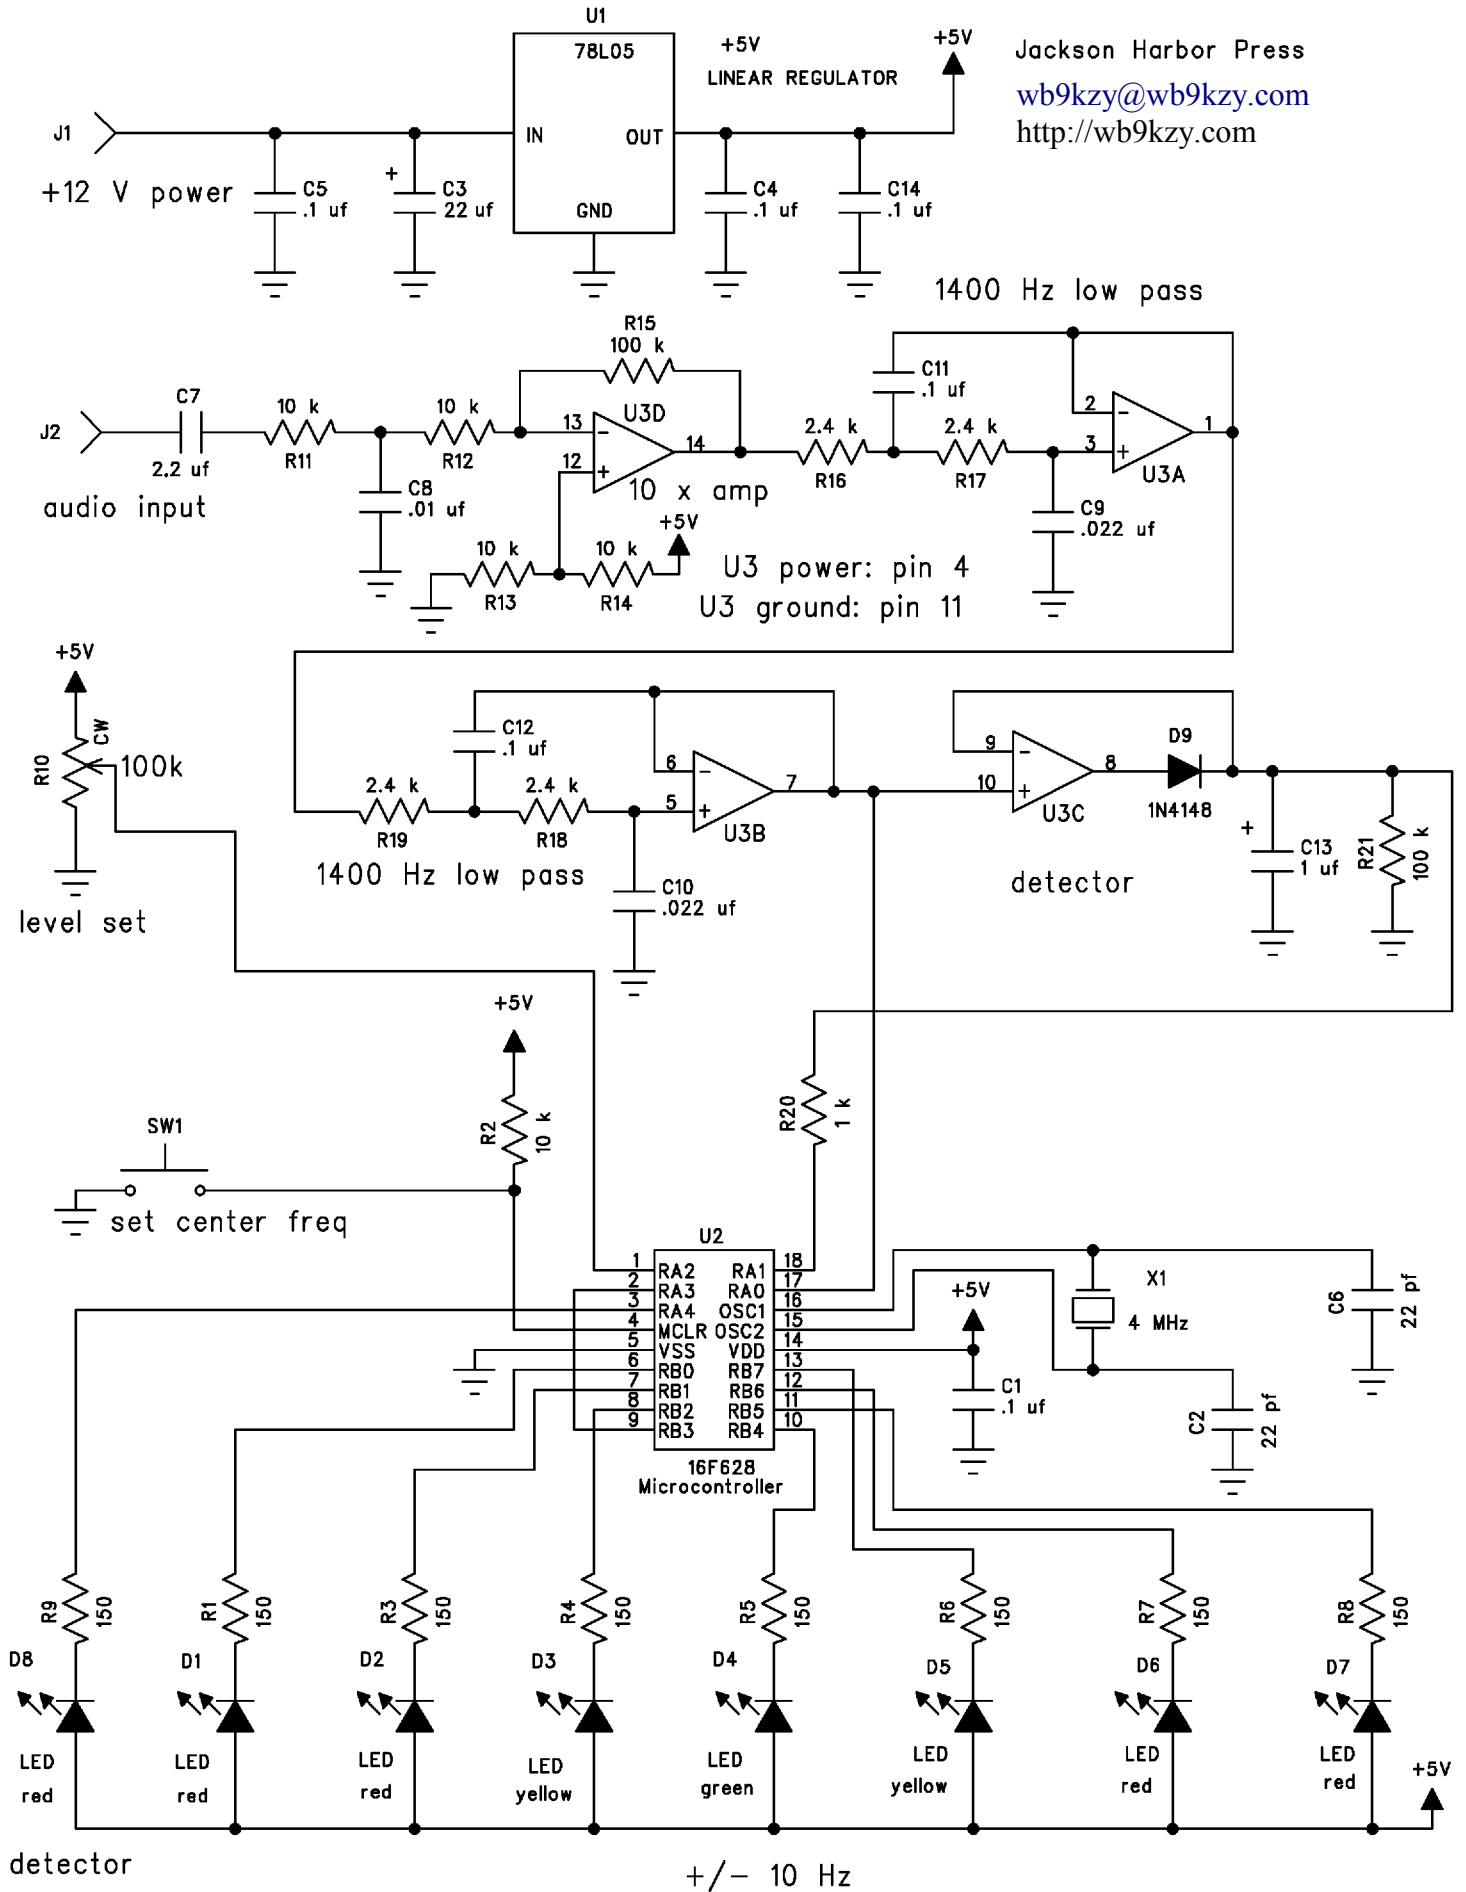 U1
78L05
+5V
LINEAR REGULATOR
+5V
Jackson Harbor Press
wb9kzy@wb9kzy.com
http://wb9kzy.com
J1
IN
OUT
GND
+12 V power
C5
.1 uf
+
C3
22 uf
C4
.1 uf
C14
.1 uf
1400 Hz low pass
R15
100 k
C7
2.2 uf
J2
audio input
10 k
R11
10 k
R12
C8
.01 uf
13
12
14
-
+
U3D
10 x amp
+5V
10 k
R13
10 k
R14
U3 power: pin 4
U3 ground: pin 11
2.4 k
R16
C11
.1 uf
2.4 k
R17
2
3
1
-
+
U3A
C9
.022 uf
+5V
CW
R10
100k
level set
C12
.1 uf
2.4 k
R19
2.4 k
R18
6
5
7
-
+
U3B
1400 Hz low pass
C10
.022 uf
9
10
8
-
+
U3C
D9
1N4148
detector
+
C13
1 uf
R21
100 k
+5V
R2
10 k
R20
1 k
SW1
set center freq
U2
1 RA2 RA1 18
2 RA3 RA0 17
3 RA4 OSC1 16
4 MCLR OSC2 15
5 VSS VDD 14
6 RB0 RB7 13
7 RB1 RB6 12
8 RB2 RB5 11
9 RB3 RB4 10
16F628
Microcontroller
+5V
C1
.1 uf
X1
4 MHz
C6
22 pf
C2
22 pf
R9
150
R1
150
R3
150
R4
150
R5
150
R6
150
R7
150
R8
150
D8
D1
D2
D3
D4
D5
D6
D7
LED
red
LED
red
LED
red
LED
yellow
LED
green
LED
yellow
LED
red
LED
red
+5V
detector
+/- 10 Hz